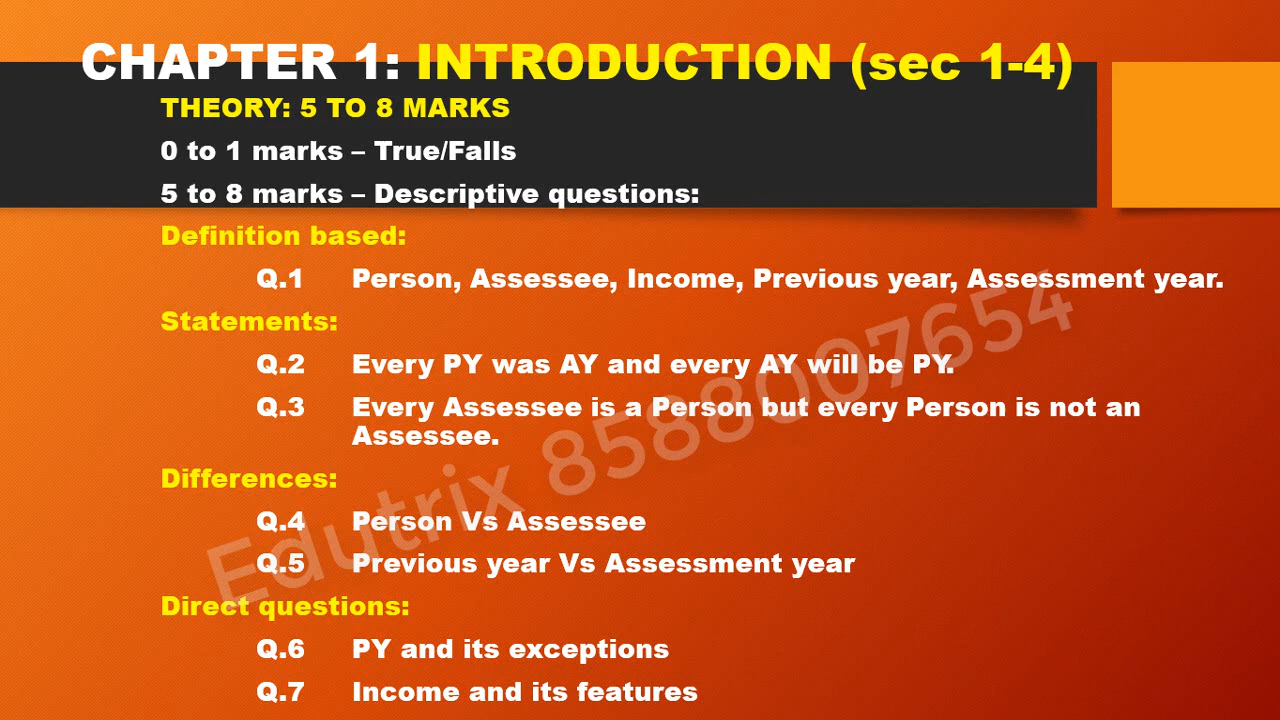 CHAPTER 1: INTRODUCTION (sec 1-4)
THEORY: 5 TO 8 MARKS
0 to 1 marks – True/Falls
5 to 8 marks – Descriptive questions:
Definition based:
Q.1 Person, Assessee, Income, Previous year, Assessment year.
Statements:
Q.2 Every PY was AY and every AY will be PY.
Q.3 Every Assessee is a Person but every Person is not an
Assessee.
Differences:
Q.4 Person Vs Assessee
Q.5 Previous year Vs Assessment year
Direct questions:
Q.6 PY and its exceptions
Q.7 Income and its features
Edutrix 8588007654